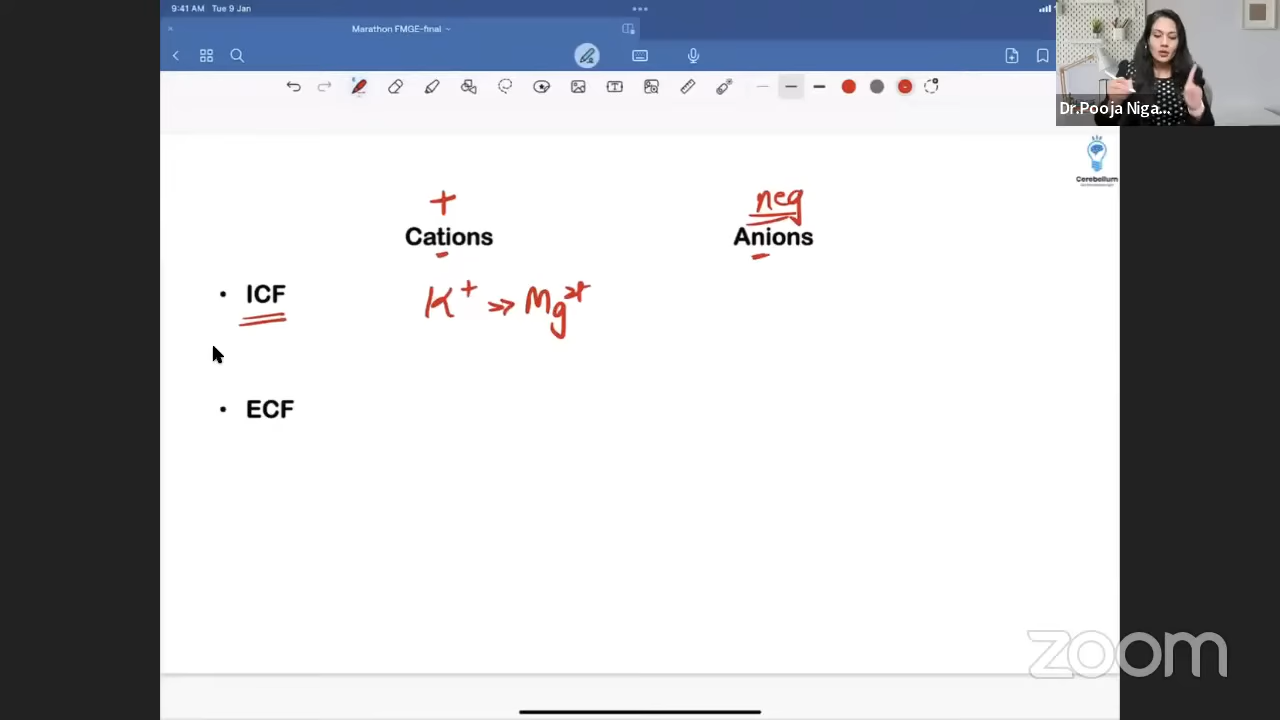 9:41 AM Tue 9 Jan
Marathon FMGE-final
Dr.Pooja Niga...
Cerebellum
+
neg
Cations
Anions
• ICF
K+ >> Mg2+
• ECF
zoom